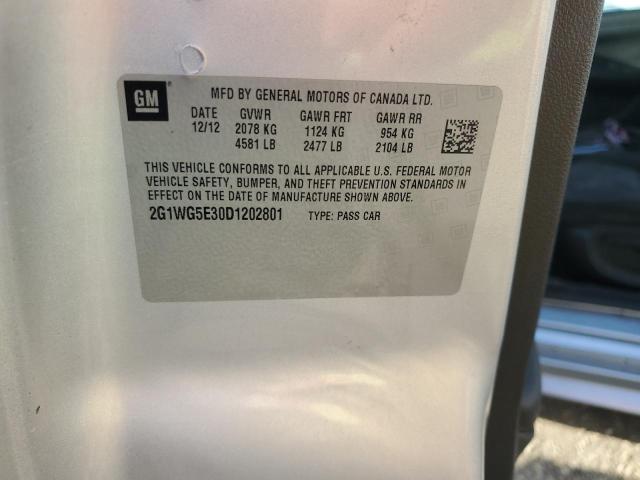 GM
MFD BY GENERAL MOTORS OF CANADA LTD.
DATE GVWR GAWR FRT GAWR RR
12/12 2078 KG 1124 KG 954 KG
4581 LB 2477 LB 2104 LB
THIS VEHICLE CONFORMS TO ALL APPLICABLE U.S. FEDERAL MOTOR
VEHICLE SAFETY, BUMPER, AND THEFT PREVENTION STANDARDS IN
EFFECT ON THE DATE OF MANUFACTURE SHOWN ABOVE.
2G1WG5E30D1202801 TYPE: PASS CAR